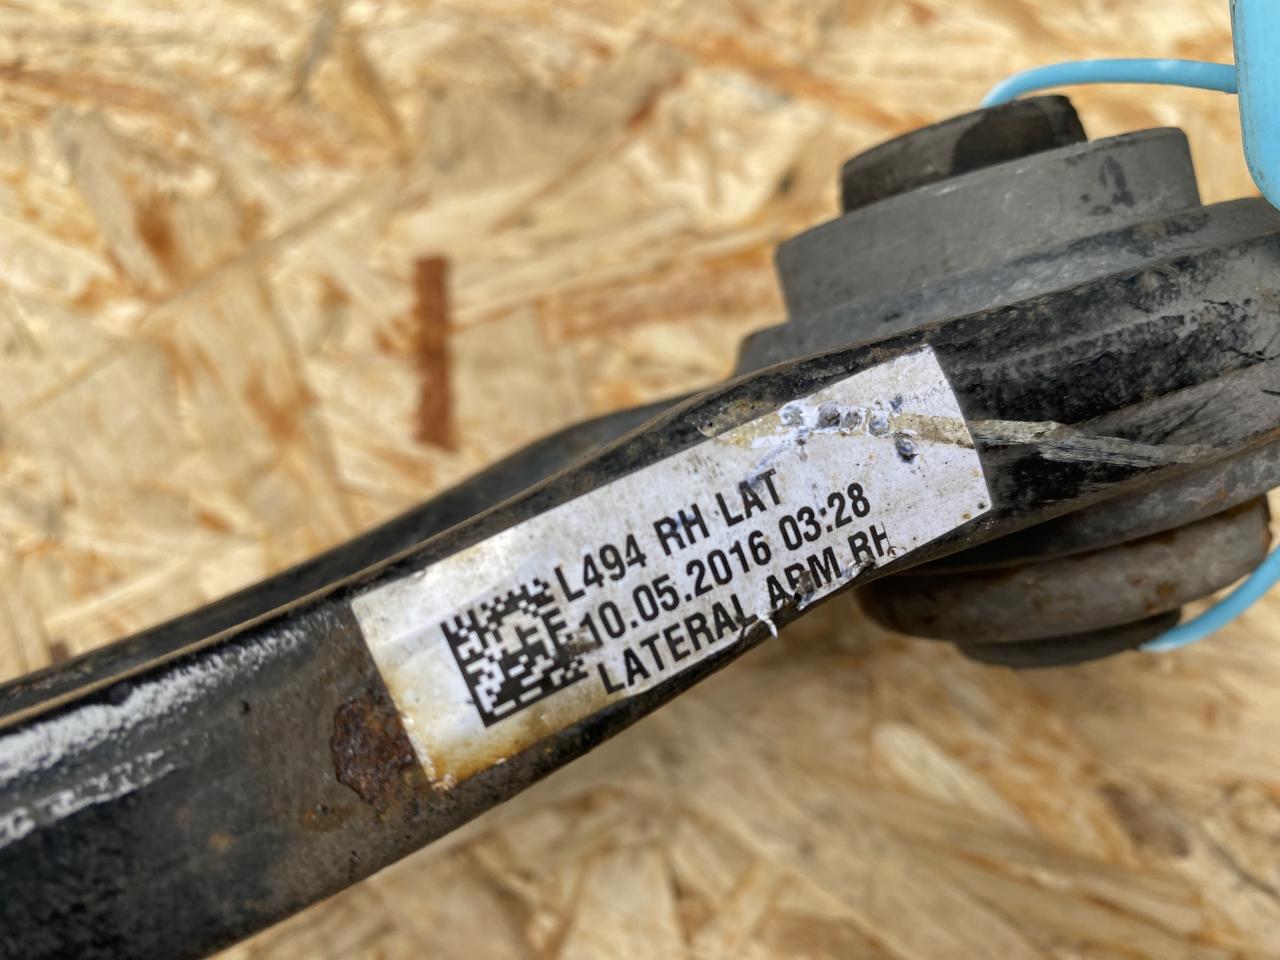 L494 RH LAT
10.05.2016 03:28
LATERAL ARM RH